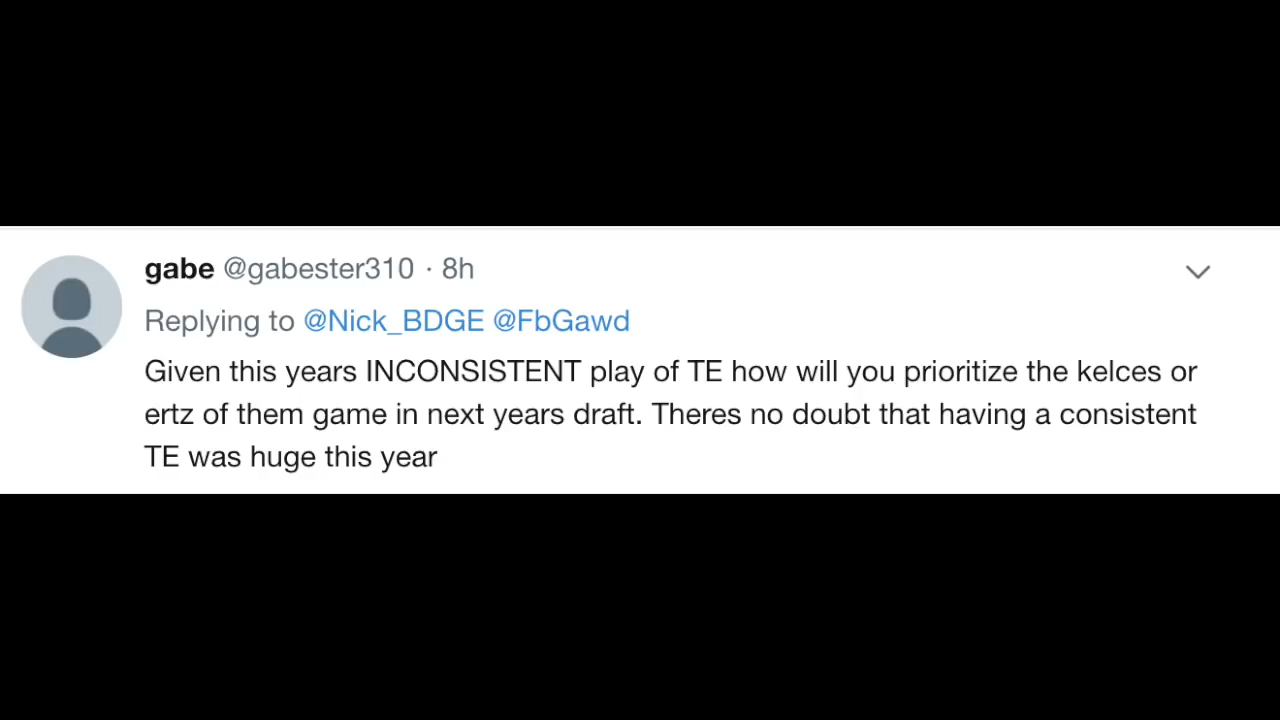 gabe @gabester310 · 8h
Replying to @Nick_BDGE @FbGawd
Given this years INCONSISTENT play of TE how will you prioritize the kelces or
ertz of them game in next years draft. Theres no doubt that having a consistent
TE was huge this year